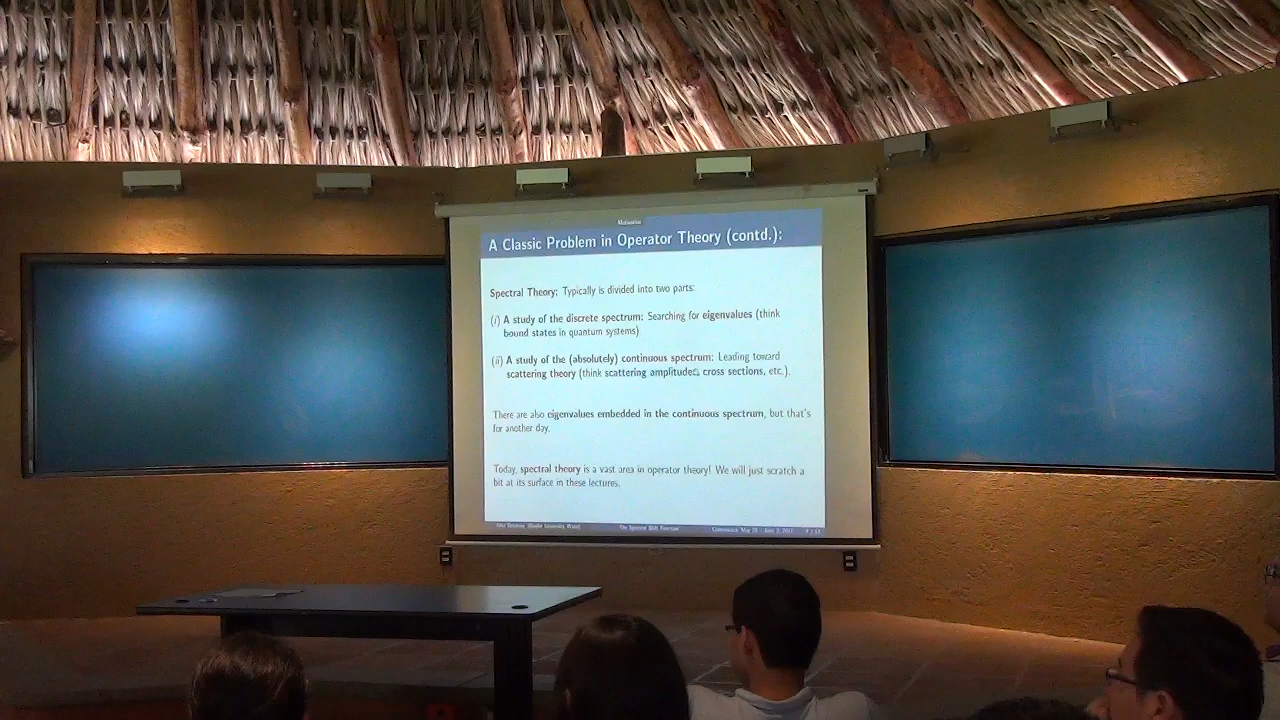 Motivation
A Classic Problem in Operator Theory (contd.):
Spectral Theory: Typically is divided into two parts:
(i) A study of the discrete spectrum: Searching for eigenvalues (think
bound states in quantum systems).
(ii) A study of the (absolutely) continuous spectrum: Leading toward
scattering theory (think scattering amplitudes, cross sections, etc.).
There are also eigenvalues embedded in the continuous spectrum, but that's
for another day.
Today, spectral theory is a vast area in operator theory! We will just scratch a
bit at its surface in these lectures.
The Spectral Shift Function